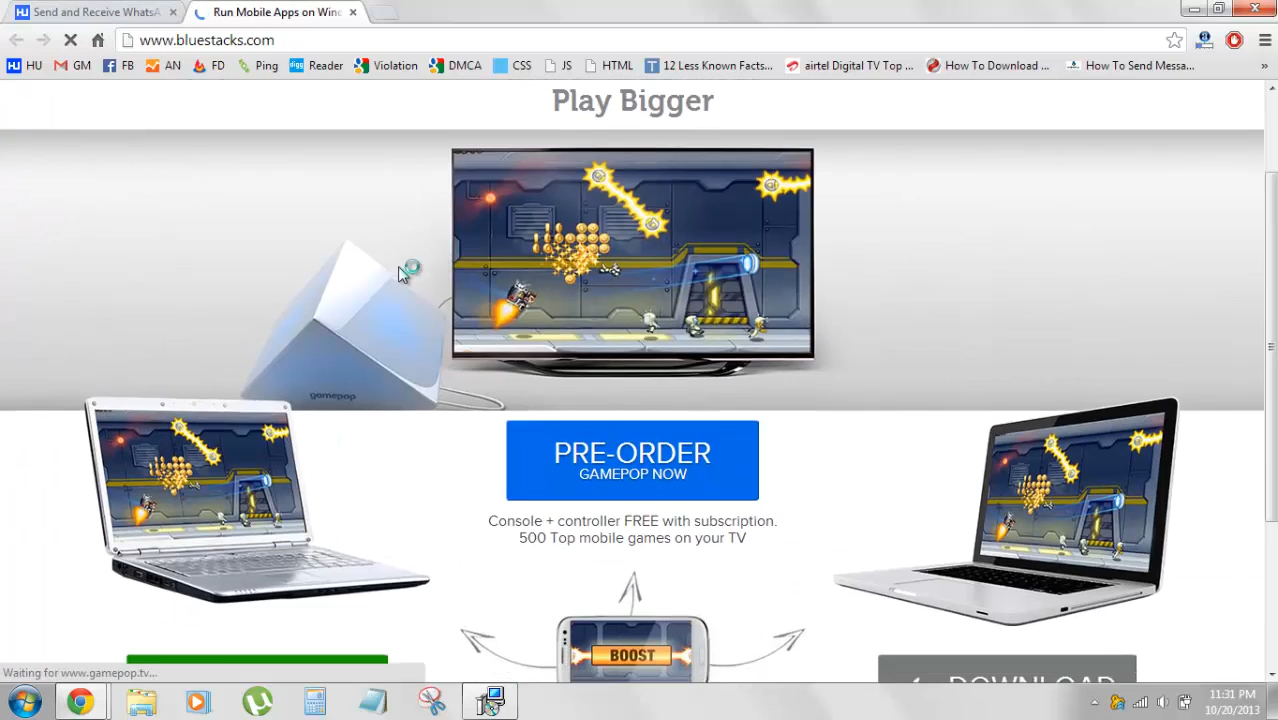 Send and Receive WhatsA
Run Mobile Apps on Wind
www.bluestacks.com
HU
GM
FB
AN
FD
Ping
Reader
Violation
DMCA
CSS
JS
HTML
12 Less Known Facts...
airtel Digital TV Top ...
How To Download ...
How To Send Messa...
Play Bigger
gamepop
PRE-ORDER
GAMEPOP NOW
Console + controller FREE with subscription.
500 Top mobile games on your TV
BOOST
DOWNLOAD
Waiting for www.gamepop.tv...
11:31 PM
10/20/2013